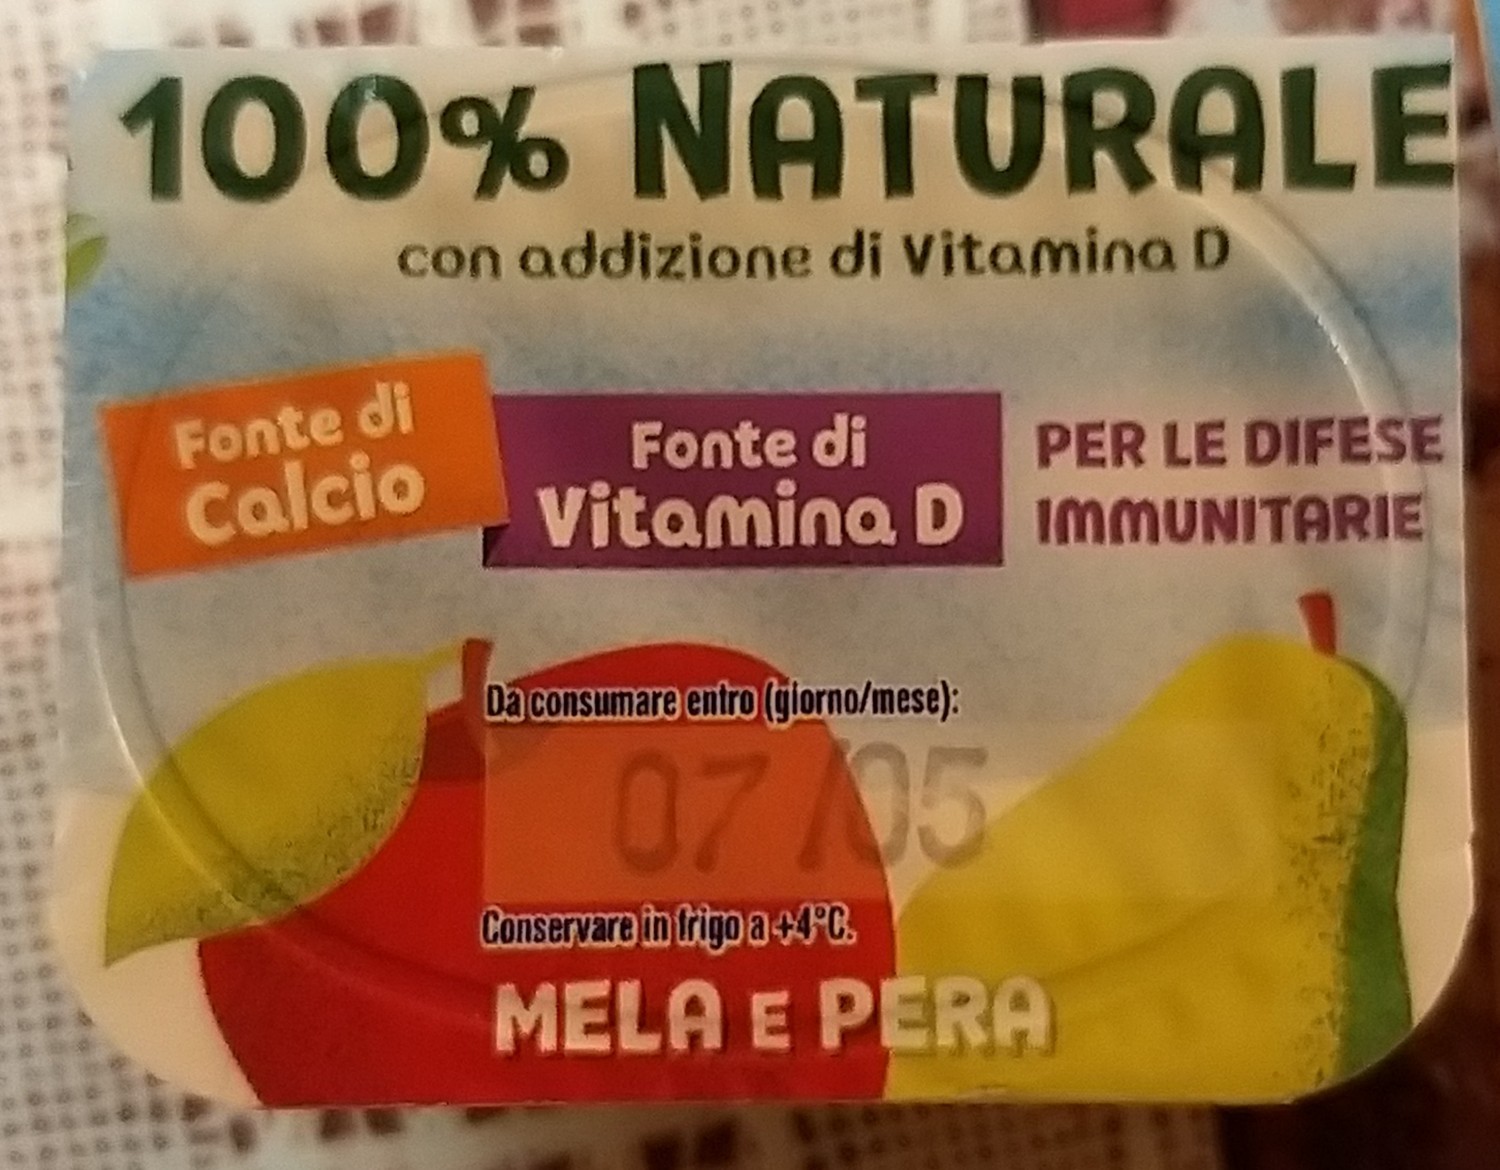 100% NATURALE
con addizione di Vitamina D
Fonte di
Calcio
Fonte di
Vitamina D
PER LE DIFESE
IMMUNITARIE
Da consumare entro (giorno/mese):
07/05
Conservare in frigo a +4°C.
MELA E PERA